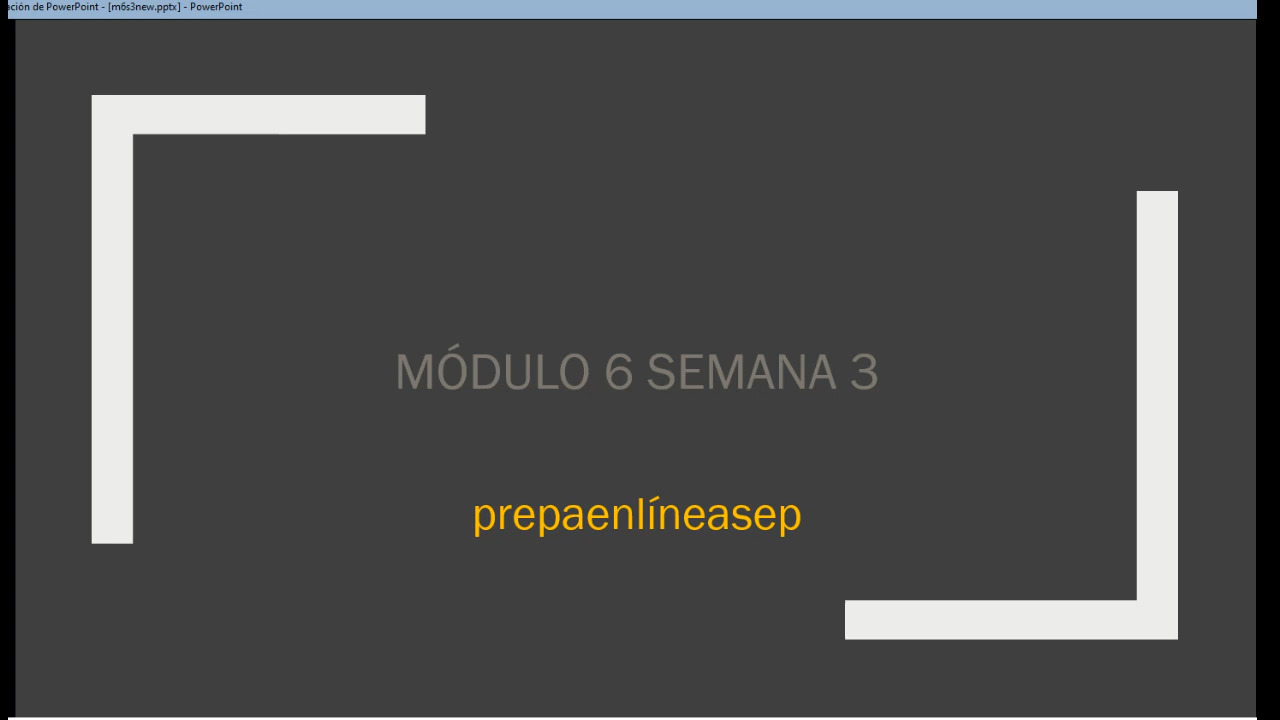 ación de PowerPoint - [m6s3new.pptx] - PowerPoint
MÓDULO 6 SEMANA 3
prepaenlíneasep